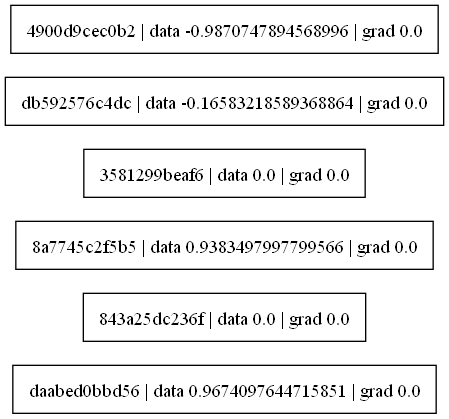 4900d9cec0b2 | data -0.9870747894568996 | grad 0.0
db592576c4dc | data -0.16583218589368864 | grad 0.0
3581299beaf6 | data 0.0 | grad 0.0
8a7745c2f5b5 | data 0.9383497997799566 | grad 0.0
843a25dc236f | data 0.0 | grad 0.0
daabed0bbd56 | data 0.9674097644715851 | grad 0.0